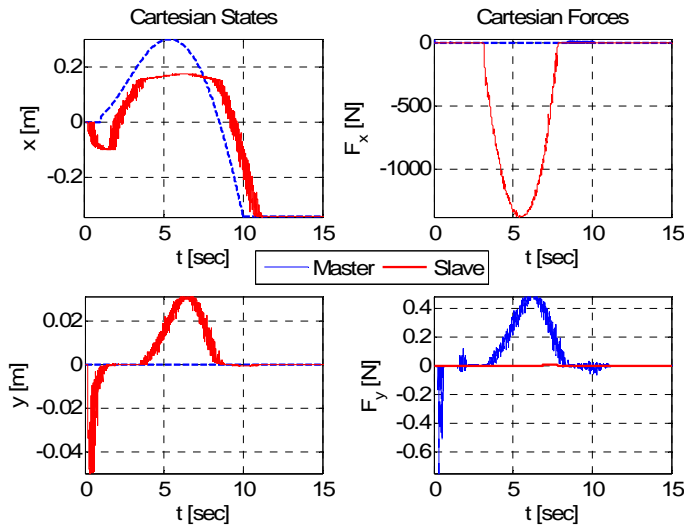 Cartesian States
Cartesian Forces
0.2
0
-0.2
x [m]
0
5
10
15
t [sec]
0
-500
-1000
F_x [N]
0
5
10
15
t [sec]
Master
Slave
0.02
0
-0.02
-0.04
y [m]
0
5
10
15
t [sec]
0.4
0.2
0
-0.2
-0.4
-0.6
F_y [N]
0
5
10
15
t [sec]